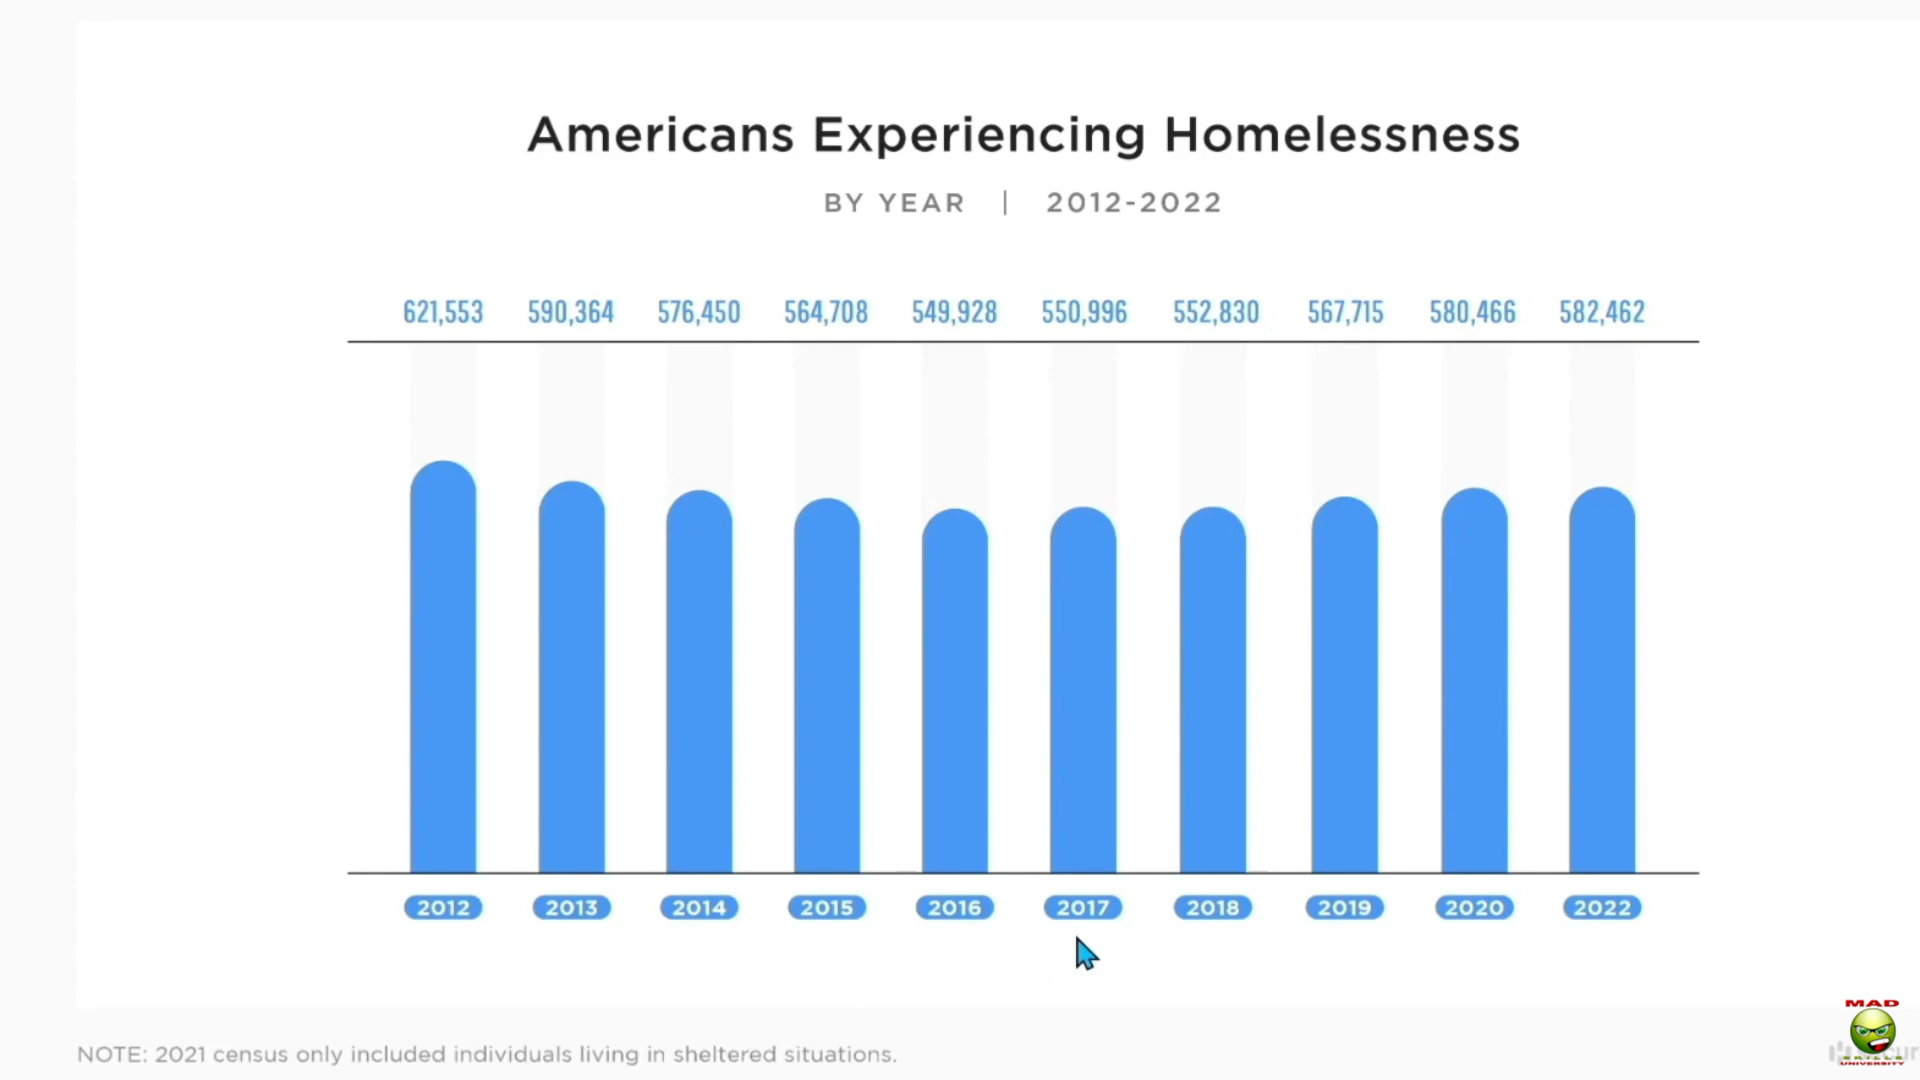 Americans Experiencing Homelessness
BY YEAR | 2012-2022
621,553 590,364 576,450 564,708 549,928 550,996 552,830 567,715 580,466 582,462
2012 2013 2014 2015 2016 2017 2018 2019 2020 2022
NOTE: 2021 census only included individuals living in sheltered situations.
MAD
UNIVERSITY